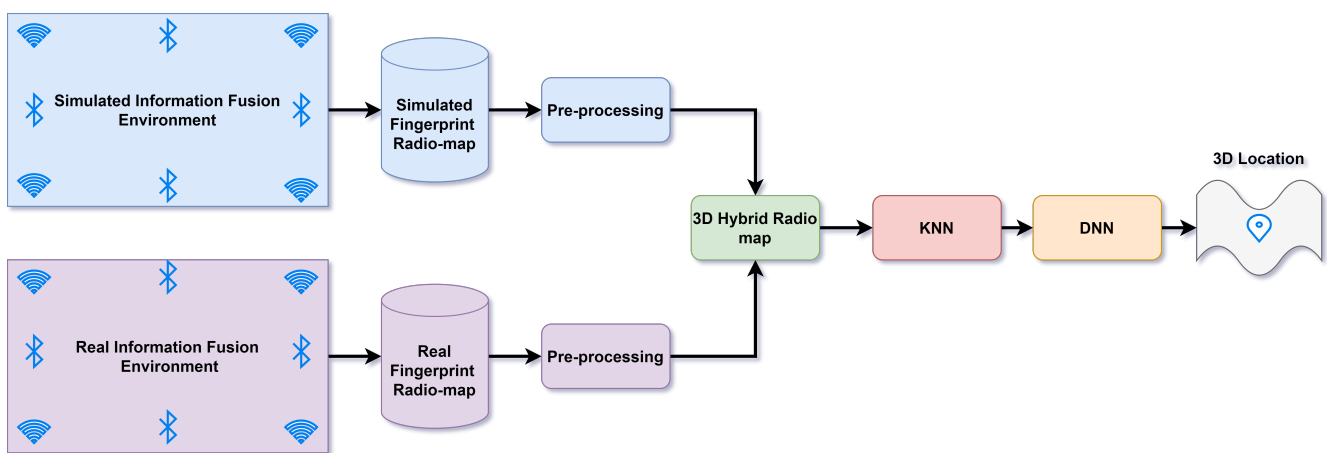 Simulated Information Fusion
Environment
Simulated
Fingerprint
Radio-map
Pre-processing
3D Hybrid Radio
map
KNN
DNN
3D Location
Real Information Fusion
Environment
Real
Fingerprint
Radio-map
Pre-processing